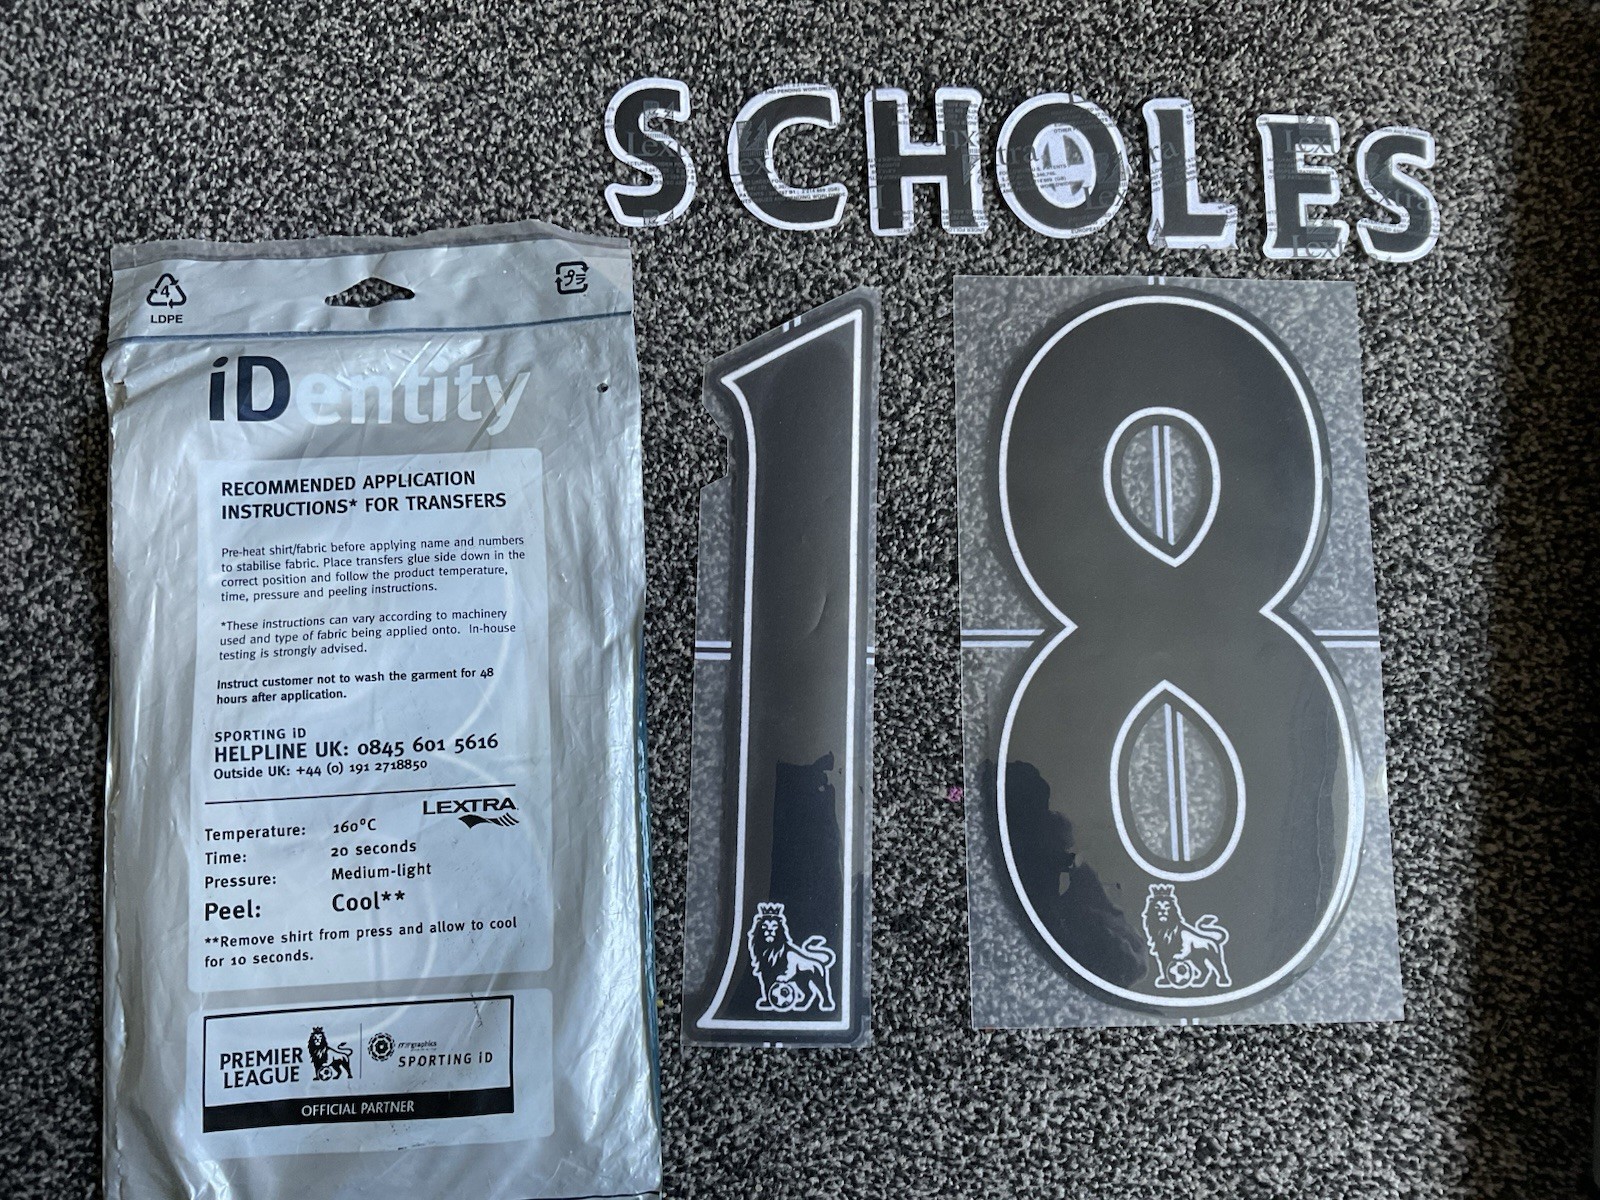 SCHOLES
18
4
LDPE
iDentity
RECOMMENDED APPLICATION
INSTRUCTIONS* FOR TRANSFERS
Pre-heat shirt/fabric before applying name and numbers
to stabilise fabric. Place transfers glue side down in the
correct position and follow the product temperature,
time, pressure and peeling instructions.
*These instructions can vary according to machinery
used and type of fabric being applied onto. In-house
testing is strongly advised.
Instruct customer not to wash the garment for 48
hours after application.
SPORTING iD
HELPLINE UK: 0845 601 5616
Outside UK: +44 (0) 191 2718850
LEXTRA
Temperature: 160°C
Time: 20 seconds
Pressure: Medium-light
Peel: Cool**
**Remove shirt from press and allow to cool
for 10 seconds.
PREMIER
LEAGUE
SPORTING iD
OFFICIAL PARTNER